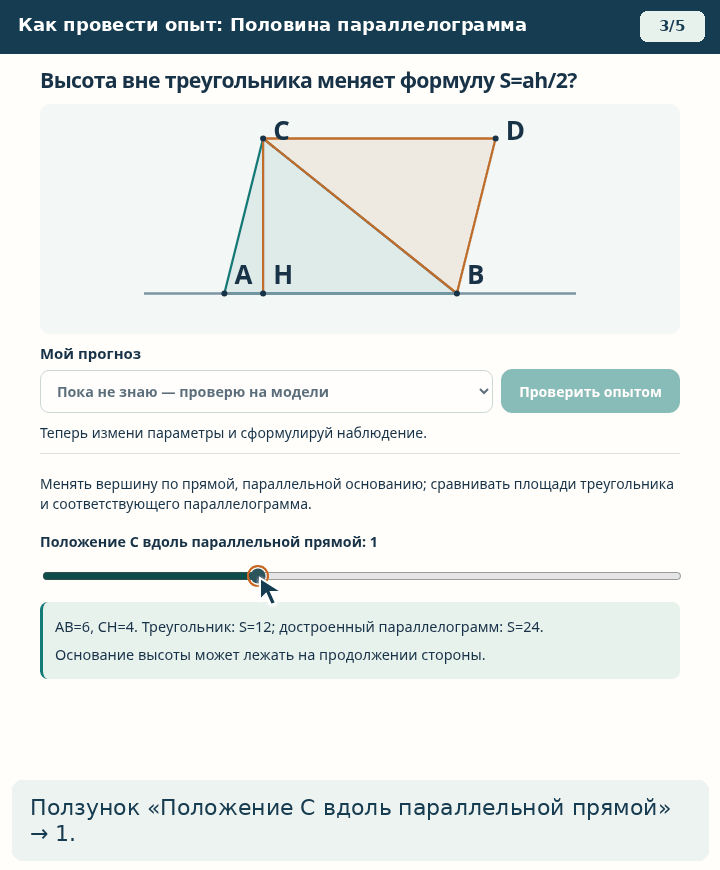 Как провести опыт: Половина параллелограмма
3/5
Высота вне треугольника меняет формулу S=ah/2?
C
D
A
H
B
Мой прогноз
Пока не знаю — проверю на модели
Проверить опытом
Теперь измени параметры и сформулируй наблюдение.
Менять вершину по прямой, параллельной основанию; сравнивать площади треугольника
и соответствующего параллелограмма.
Положение C вдоль параллельной прямой: 1
AB=6, CH=4. Треугольник: S=12; достроенный параллелограмм: S=24.
Основание высоты может лежать на продолжении стороны.
Ползунок «Положение C вдоль параллельной прямой»
→ 1.